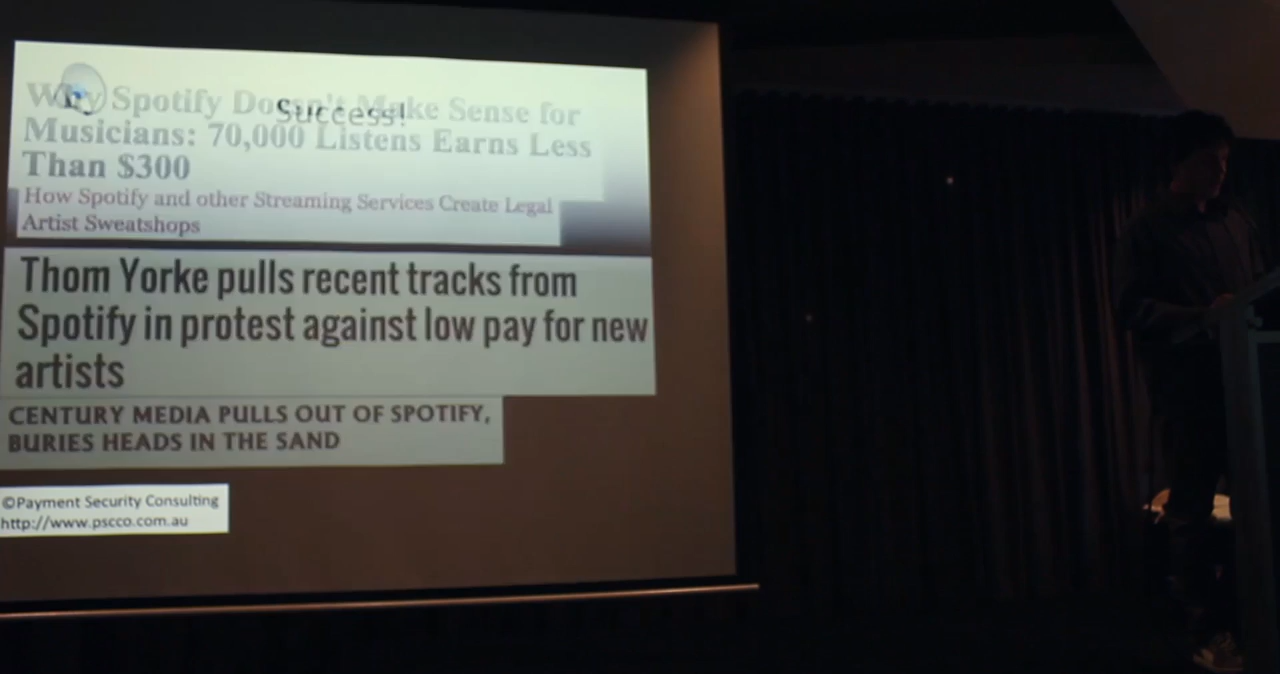 Why Spotify Doesn't Make Sense for
Success!
Musicians: 70,000 Listens Earns Less
Than $300
How Spotify and other Streaming Services Create Legal
Artist Sweatshops
Thom Yorke pulls recent tracks from
Spotify in protest against low pay for new
artists
CENTURY MEDIA PULLS OUT OF SPOTIFY,
BURIES HEADS IN THE SAND
©Payment Security Consulting
http://www.pscco.com.au